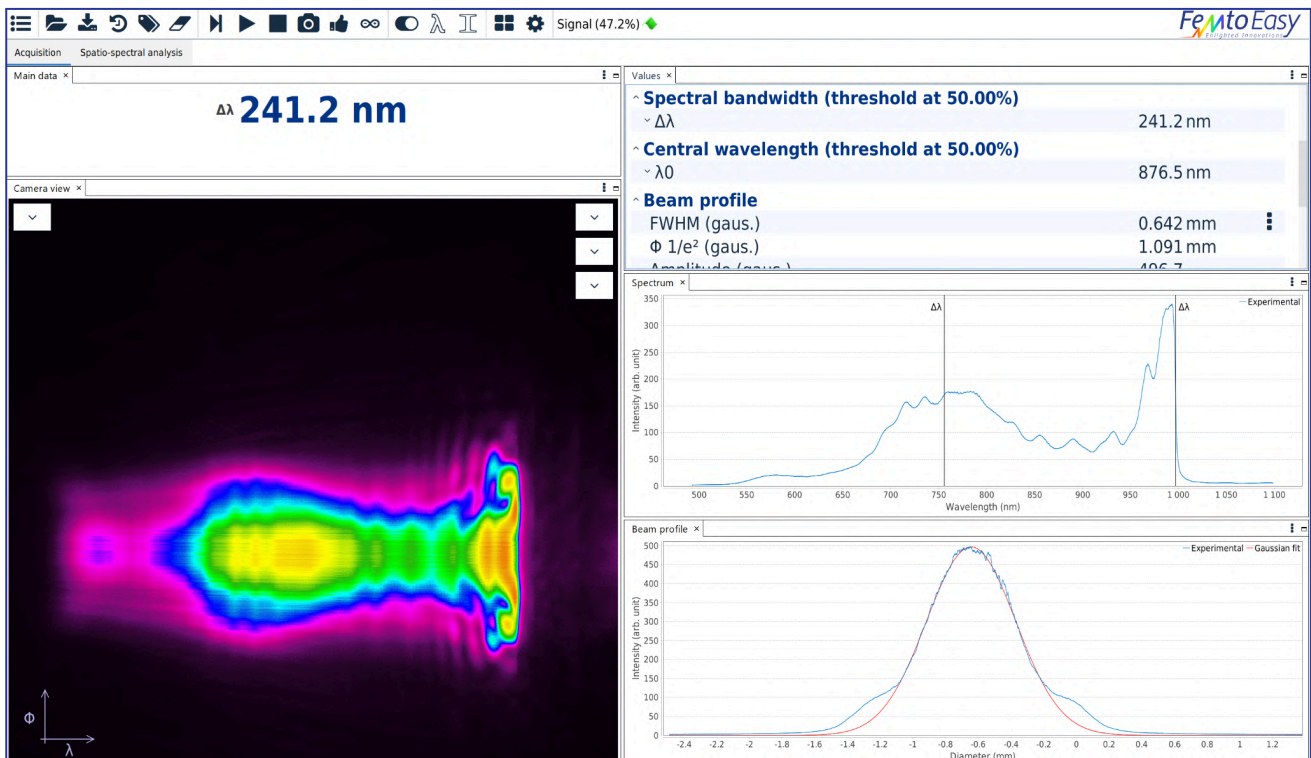 Signal (47.2%)
FemtoEasy
Enlighted Innovations
Acquisition Spatio-spectral analysis
Main data ×
Δλ 241.2 nm
Camera view ×
Φ
λ
Values ×
Spectral bandwidth (threshold at 50.00%)
Δλ 241.2 nm
Central wavelength (threshold at 50.00%)
λ0 876.5 nm
Beam profile
FWHM (gaus.) 0.642 mm
Φ 1/e² (gaus.) 1.091 mm
Amplitude (gaus.) 496.7
Spectrum ×
Δλ Δλ Experimental
Intensity (arb. unit)
350
300
250
200
150
100
50
0
500 550 600 650 700 750 800 850 900 950 1 000 1 050 1 100
Wavelength (nm)
Beam profile ×
Experimental Gaussian fit
Intensity (arb. unit)
500
450
400
350
300
250
200
150
100
50
0
-2.4 -2.2 -2 -1.8 -1.6 -1.4 -1.2 -1 -0.8 -0.6 -0.4 -0.2 0 0.2 0.4 0.6 0.8 1 1.2
Diameter (mm)